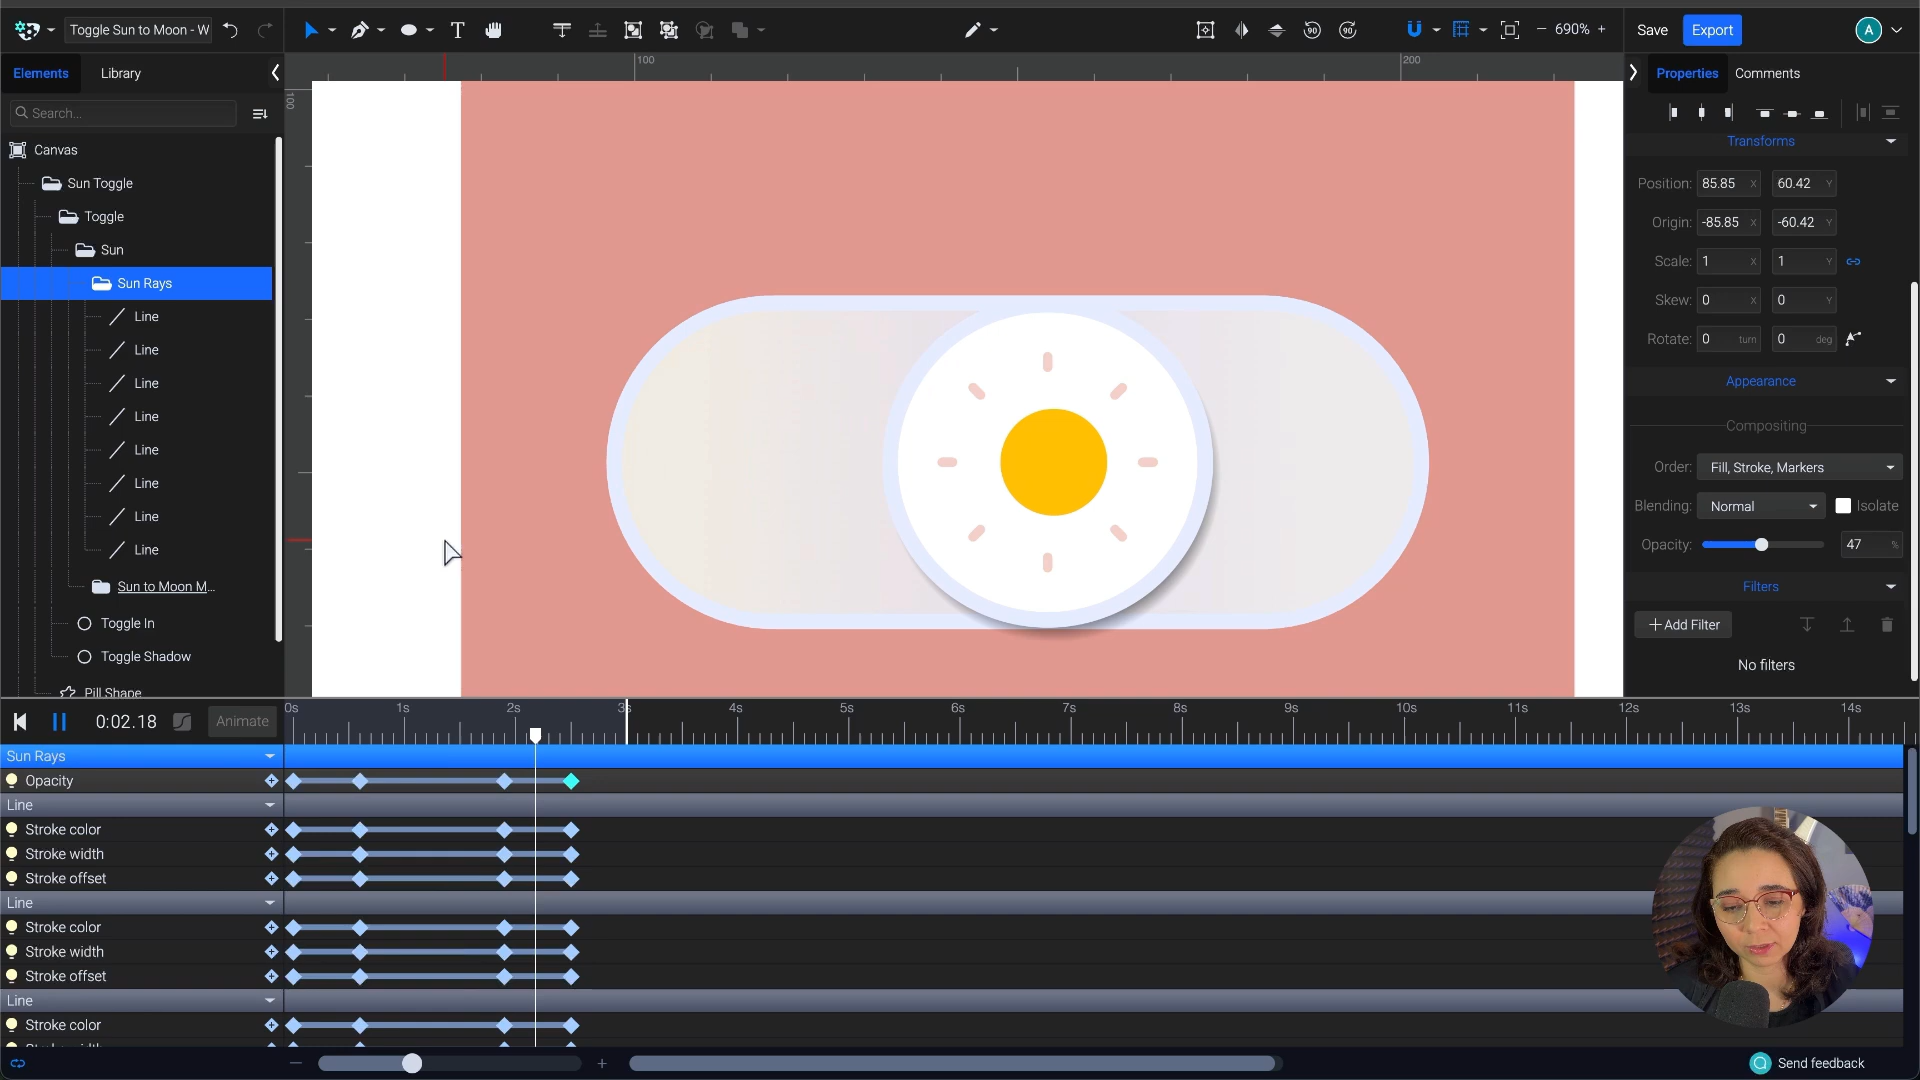 Toggle Sun to Moon - W
690%
Save
Export
A
Elements
Library
Search...
Canvas
Sun Toggle
Toggle
Sun
Sun Rays
Line
Line
Line
Line
Line
Line
Line
Line
Sun to Moon M...
Toggle In
Toggle Shadow
Pill Shape
100
200
100
Properties
Comments
Transforms
Position: 85.85 X 60.42 Y
Origin: -85.85 X -60.42 Y
Scale: 1 X 1 Y
Skew: 0 X 0 Y
Rotate: 0 turn 0 deg
Appearance
Compositing
Order: Fill, Stroke, Markers
Blending: Normal Isolate
Opacity: 47 %
Filters
Add Filter
No filters
0:02.18
Animate
0s 1s 2s 3s 4s 5s 6s 7s 8s 9s 10s 11s 12s 13s 14s
Sun Rays
Opacity
Line
Stroke color
Stroke width
Stroke offset
Line
Stroke color
Stroke width
Stroke offset
Line
Stroke color
Send feedback